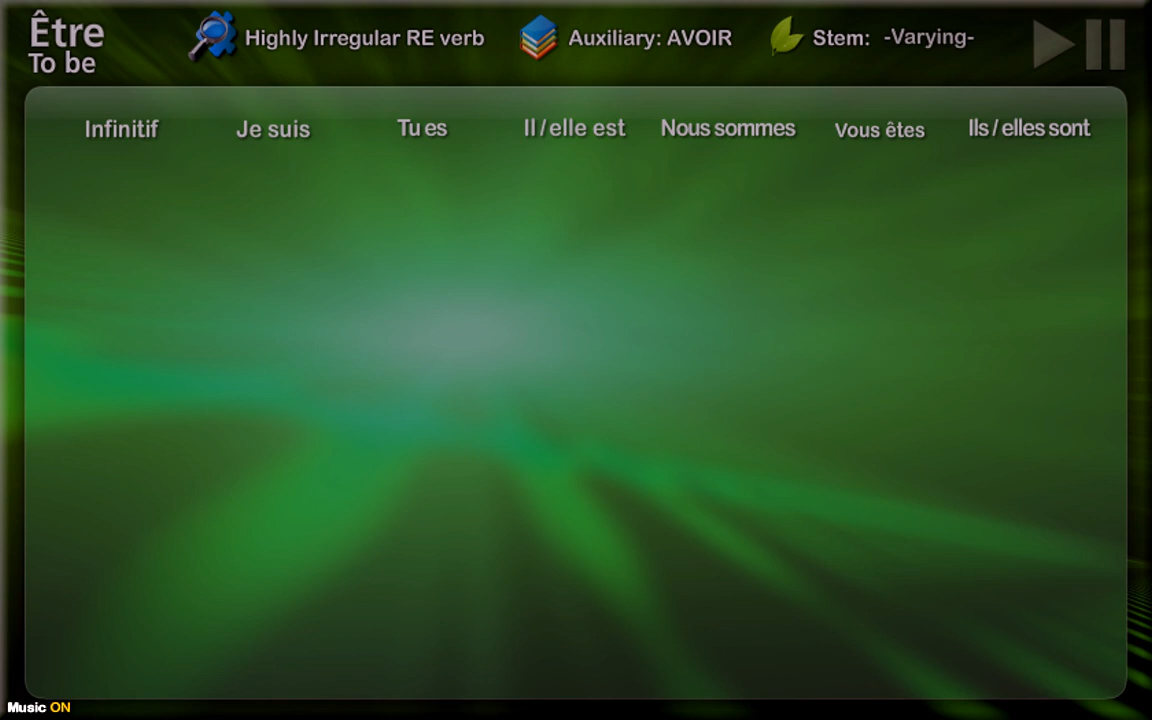 Être
To be
Highly Irregular RE verb
Auxiliary: AVOIR
Stem: -Varying-
Infinitif
Je suis
Tu es
Il / elle est
Nous sommes
Vous êtes
Ils / elles sont
Music ON